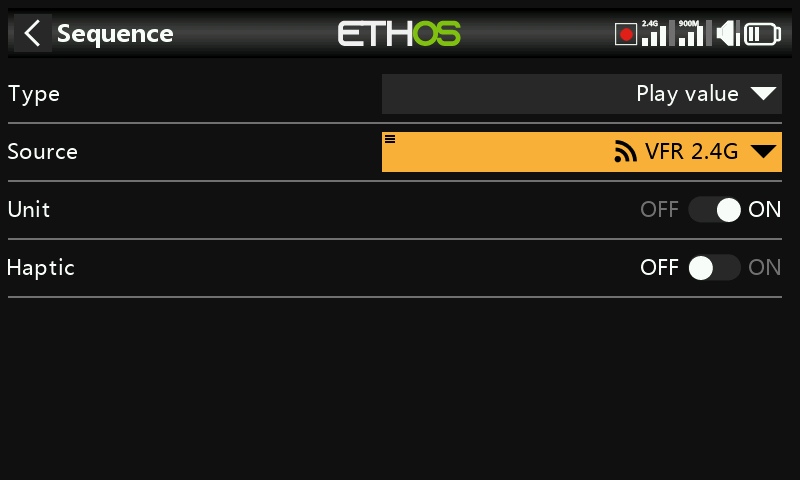 Sequence
ETHOS
2.4G
900M
Type
Play value
Source
VFR 2.4G
Unit
OFF
ON
Haptic
OFF
ON